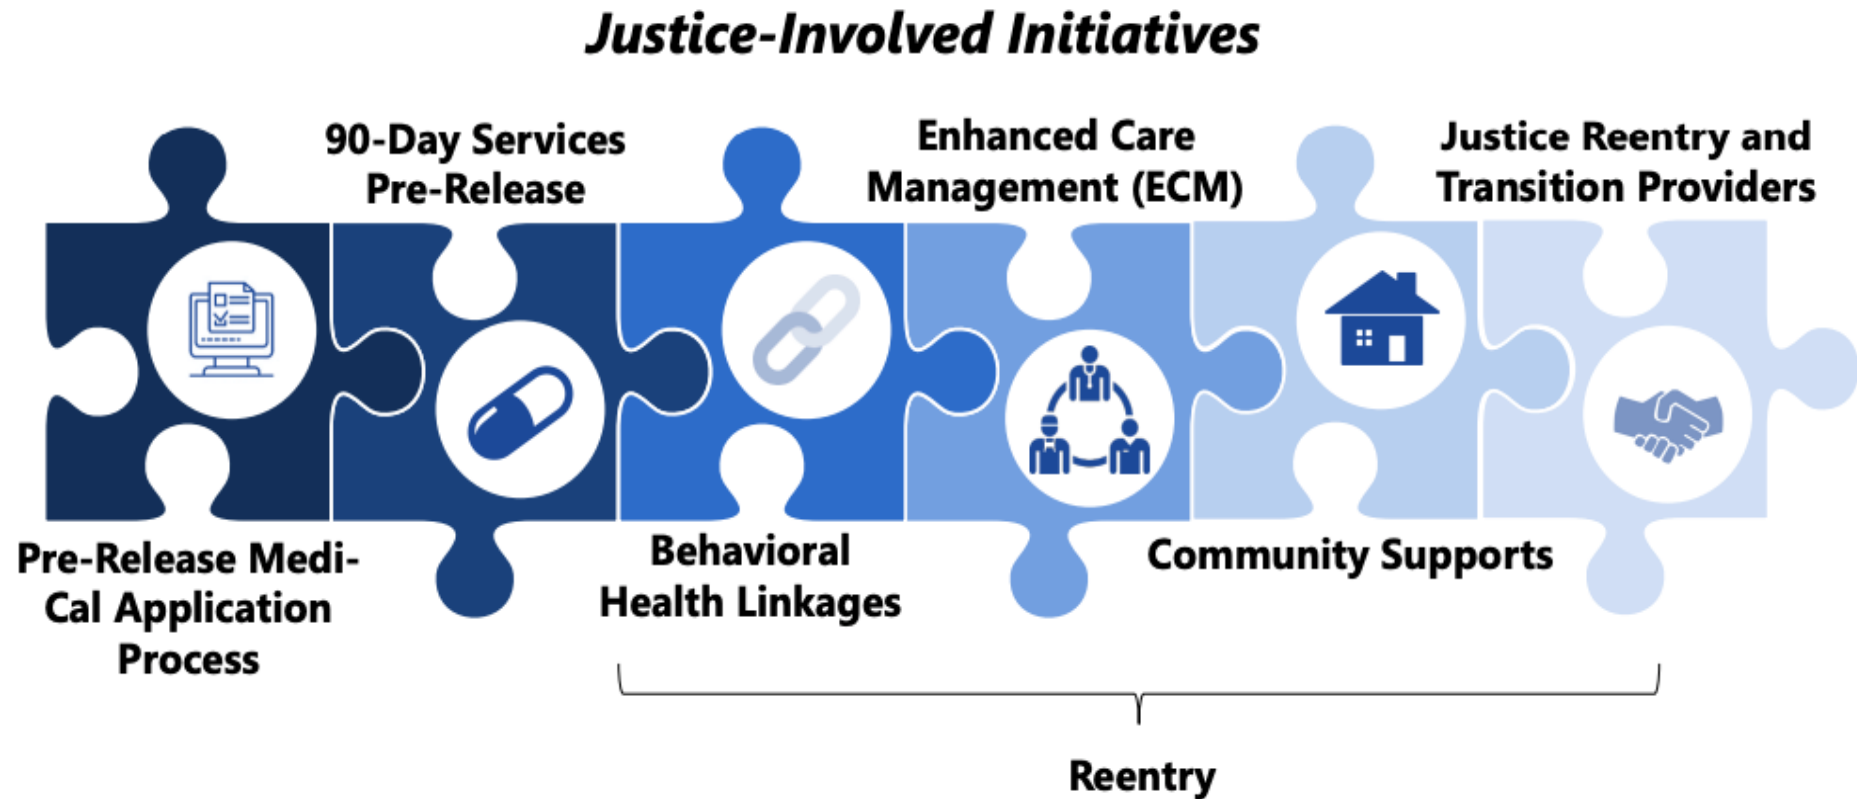 Justice-Involved Initiatives
90-Day Services
Pre-Release
Enhanced Care
Management (ECM)
Justice Reentry and
Transition Providers
Pre-Release Medi-
Cal Application
Process
Behavioral
Health Linkages
Community Supports
Reentry